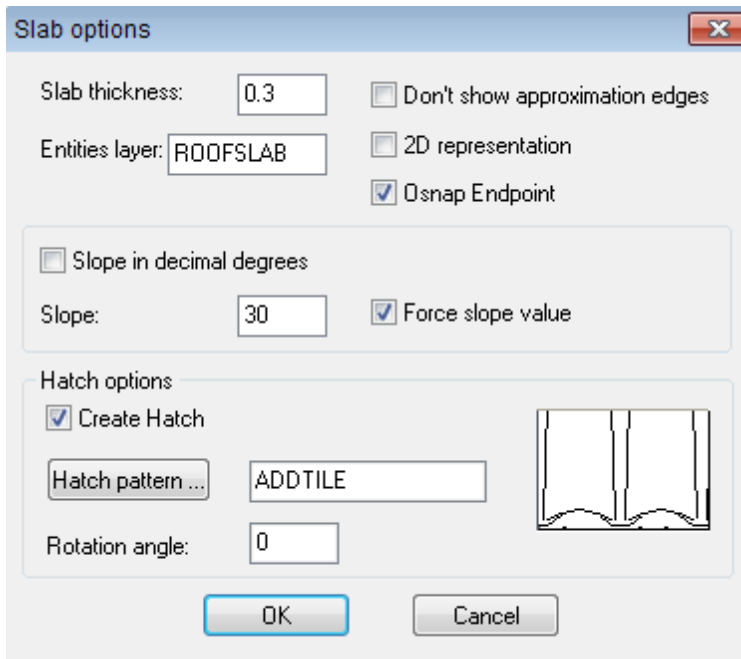 Slab options
Slab thickness: 0.3
Don't show approximation edges
Entities layer: ROOFSLAB
2D representation
Osnap Endpoint
Slope in decimal degrees
Slope: 30
Force slope value
Hatch options
Create Hatch
Hatch pattern ... ADDTILE
Rotation angle: 0
OK Cancel